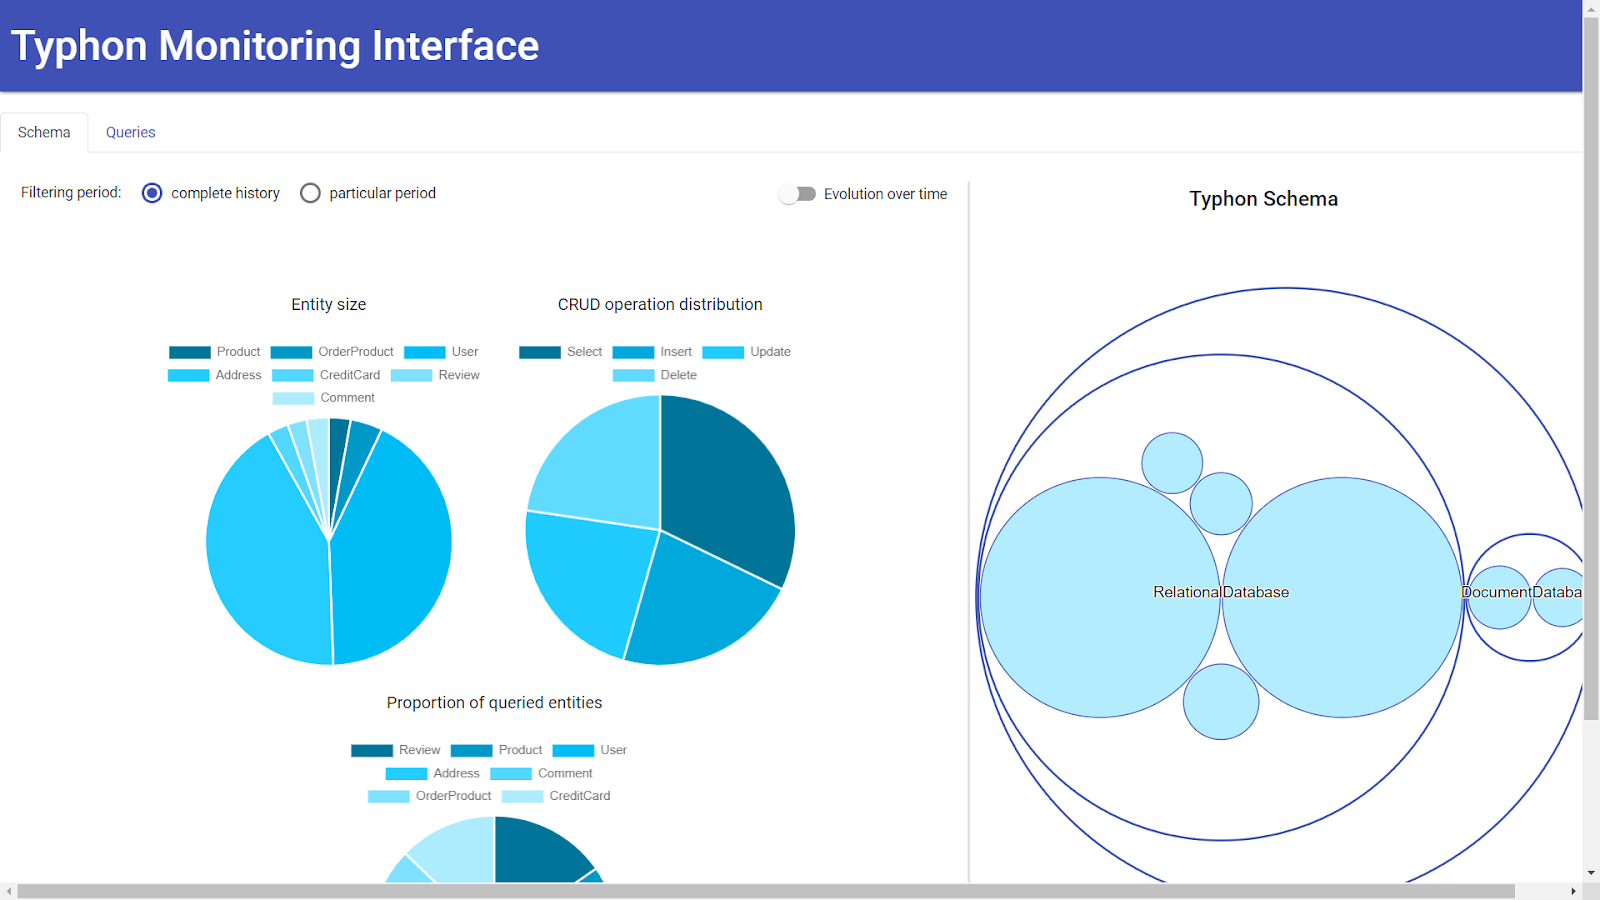 Typhon Monitoring Interface
Schema Queries
Filtering period: complete history particular period Evolution over time
Entity size
Product OrderProduct User
Address CreditCard Review
Comment
CRUD operation distribution
Select Insert Update
Delete
Proportion of queried entities
Review Product User
Address Comment
OrderProduct CreditCard
Typhon Schema
RelationalDatabase
DocumentDataba